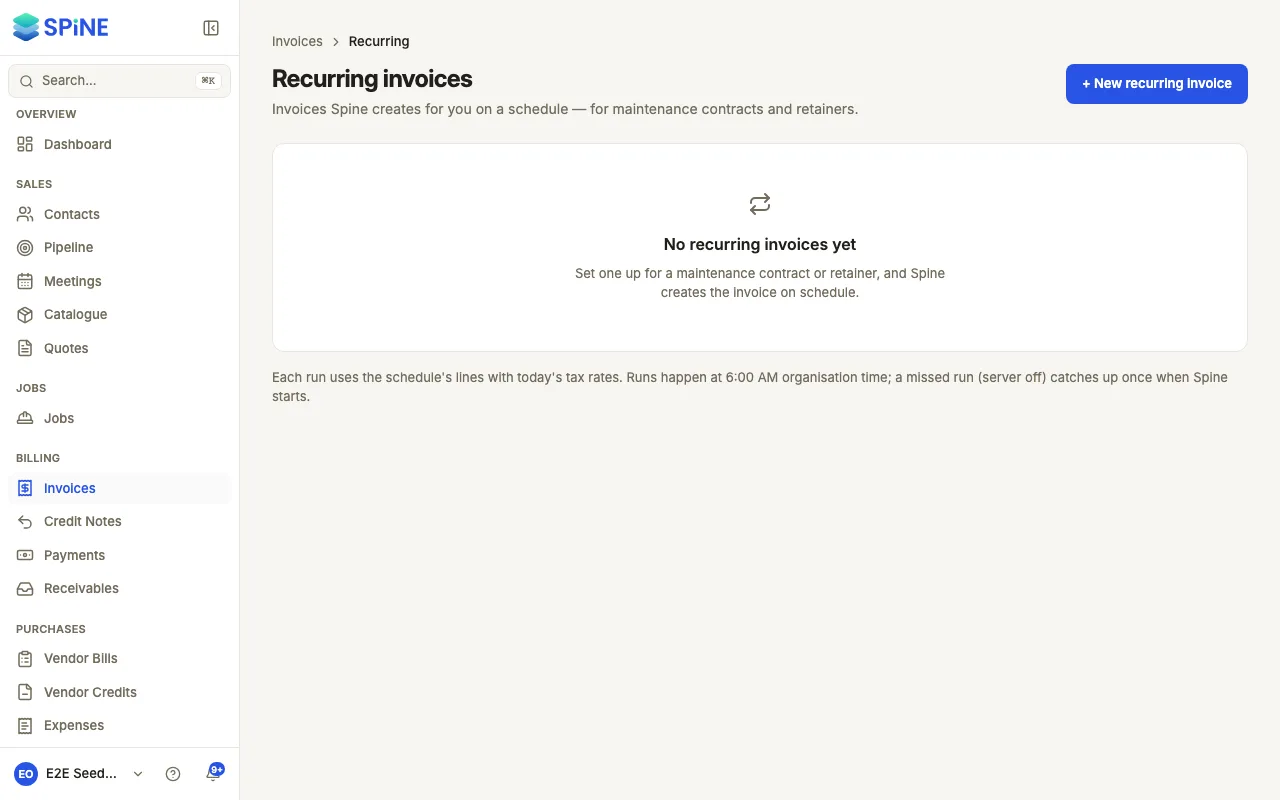 SPiNE
Search...
⌘K
OVERVIEW
Dashboard
SALES
Contacts
Pipeline
Meetings
Catalogue
Quotes
JOBS
Jobs
BILLING
Invoices
Credit Notes
Payments
Receivables
PURCHASES
Vendor Bills
Vendor Credits
Expenses
EO
E2E Seed...
9+
Invoices > Recurring
Recurring invoices
+ New recurring invoice
Invoices Spine creates for you on a schedule — for maintenance contracts and retainers.
No recurring invoices yet
Set one up for a maintenance contract or retainer, and Spine
creates the invoice on schedule.
Each run uses the schedule's lines with today's tax rates. Runs happen at 6:00 AM organisation time; a missed run (server off) catches up once when Spine
starts.